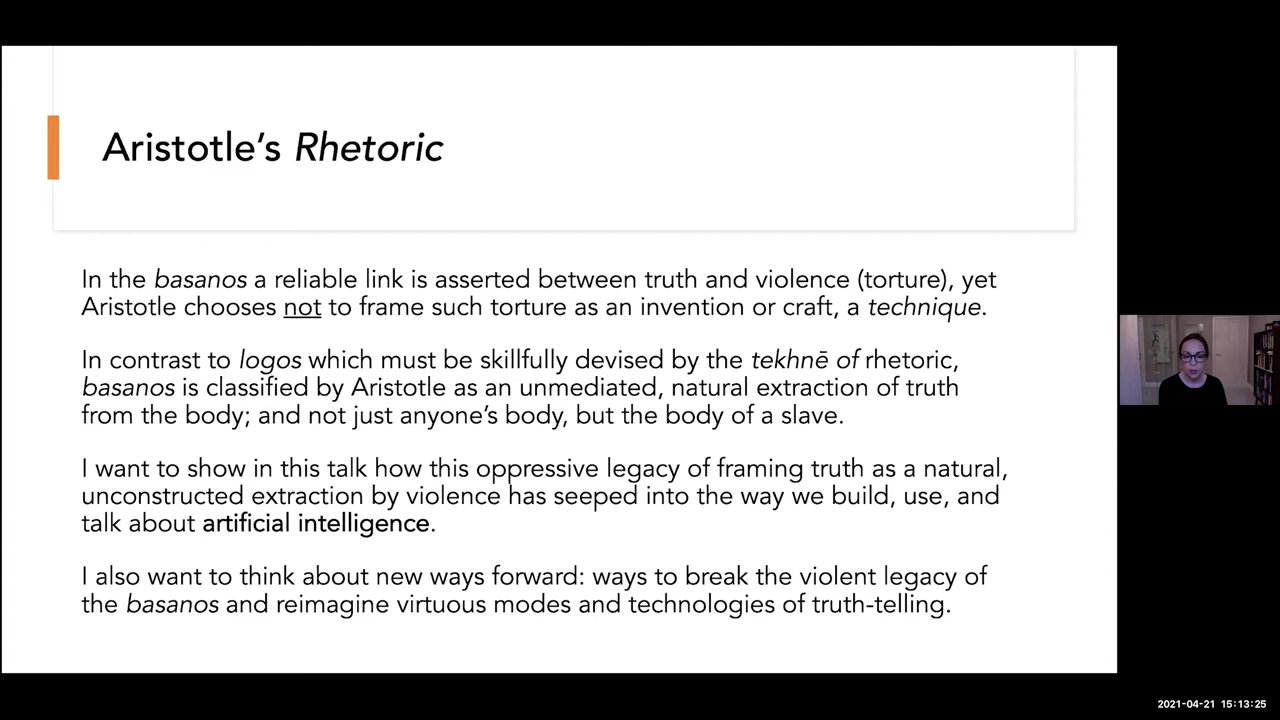 Aristotle's Rhetoric
In the basanos a reliable link is asserted between truth and violence (torture), yet
Aristotle chooses not to frame such torture as an invention or craft, a technique.
In contrast to logos which must be skillfully devised by the tekhnē of rhetoric,
basanos is classified by Aristotle as an unmediated, natural extraction of truth
from the body; and not just anyone's body, but the body of a slave.
I want to show in this talk how this oppressive legacy of framing truth as a natural,
unconstructed extraction by violence has seeped into the way we build, use, and
talk about artificial intelligence.
I also want to think about new ways forward: ways to break the violent legacy of
the basanos and reimagine virtuous modes and technologies of truth-telling.
2021-04-21 15:13:25